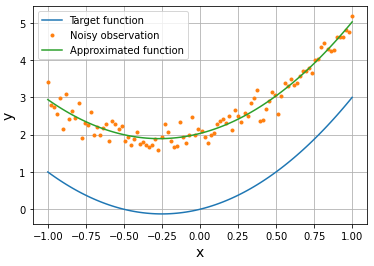 Target function
Noisy observation
Approximated function
5
4
3
2
1
0
y
−1.00 −0.75 −0.50 −0.25 0.00 0.25 0.50 0.75 1.00
x